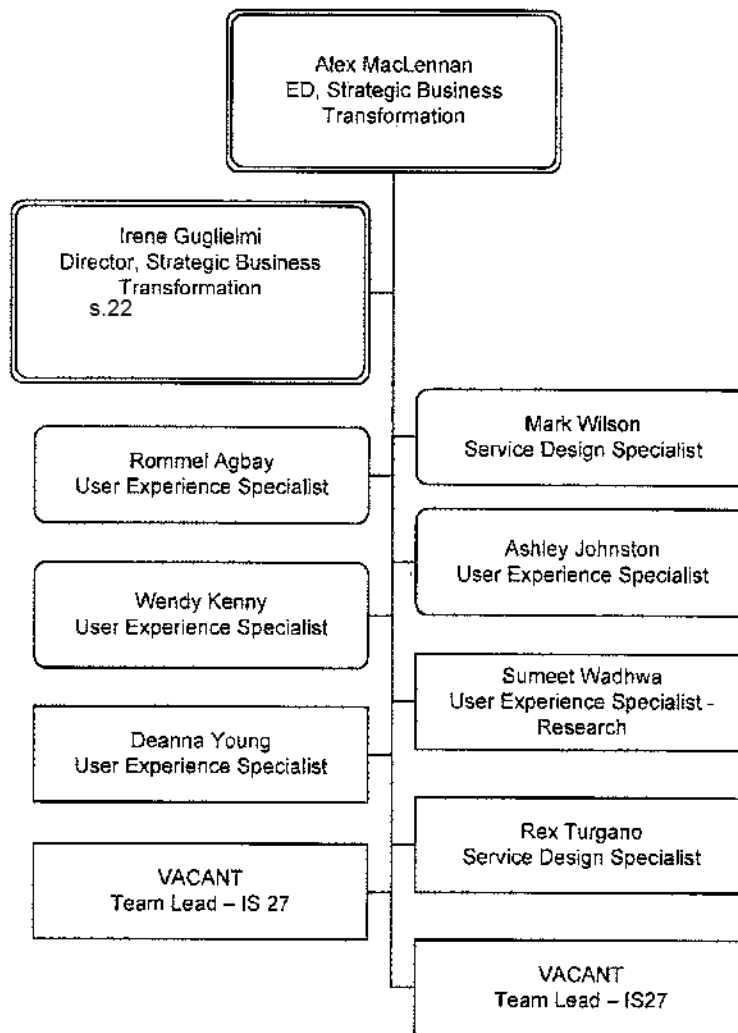 Alex MacLennan
ED, Strategic Business
Transformation
Irene Guglielmi
Director, Strategic Business
Transformation
s.22
Mark Wilson
Service Design Specialist
Rommel Agbay
User Experience Specialist
Ashley Johnston
User Experience Specialist
Wendy Kenny
User Experience Specialist
Sumeet Wadhwa
User Experience Specialist -
Research
Deanna Young
User Experience Specialist
Rex Turgano
Service Design Specialist
VACANT
Team Lead – IS 27
VACANT
Team Lead – IS27